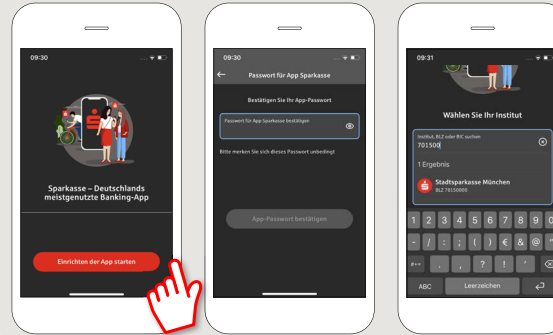 09:30
Sparkasse – Deutschlands
meistgenutzte Banking-App
Einrichten der App starten
09:30
Passwort für App Sparkasse
Bestätigen Sie Ihr App-Passwort
Passwort für App Sparkasse bestätigen
Bitte merken Sie sich dieses Passwort unbedingt
App-Passwort bestätigen
09:31
Wählen Sie Ihr Institut
Institut, BLZ oder BIC suchen
701500
1 Ergebnis
Stadtsparkasse München
BLZ 70150000
1 2 3 4 5 6 7 8 9 0
- / : ; ( ) € & @ "
#+= . , ? ! '
ABC Leerzeichen